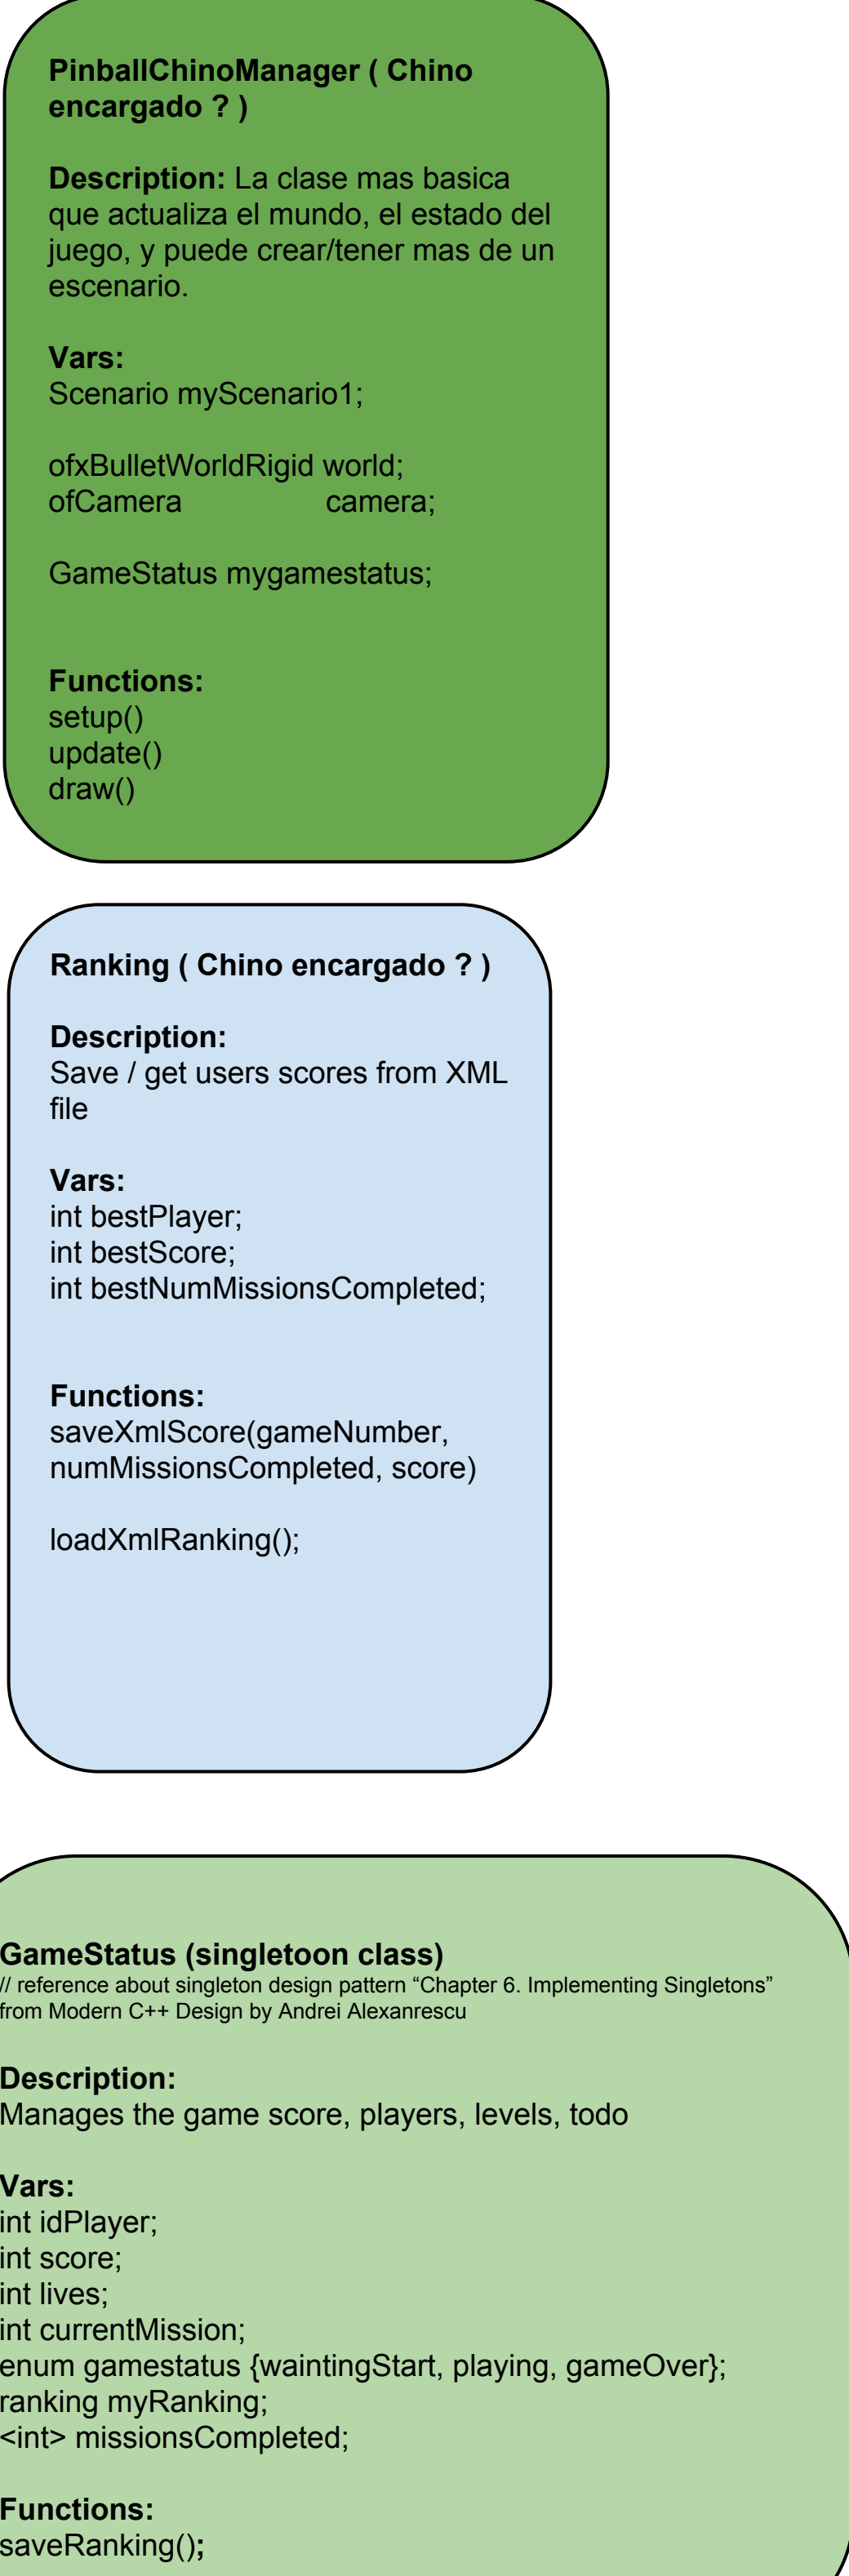 PinballChinoManager ( Chino
encargado ? )
Description: La clase mas basica
que actualiza el mundo, el estado del
juego, y puede crear/tener mas de un
escenario.
Vars:
Scenario myScenario1;
ofxBulletWorldRigid world;
ofCamera camera;
GameStatus mygamestatus;
Functions:
setup()
update()
draw()
Ranking ( Chino encargado ? )
Description:
Save / get users scores from XML
file
Vars:
int bestPlayer;
int bestScore;
int bestNumMissionsCompleted;
Functions:
saveXmlScore(gameNumber,
numMissionsCompleted, score)
loadXmlRanking();
GameStatus (singletoon class)
// reference about singleton design pattern “Chapter 6. Implementing Singletons”
from Modern C++ Design by Andrei Alexanrescu
Description:
Manages the game score, players, levels, todo
Vars:
int idPlayer;
int score;
int lives;
int currentMission;
enum gamestatus {waintingStart, playing, gameOver};
ranking myRanking;
<int> missionsCompleted;
Functions:
saveRanking();